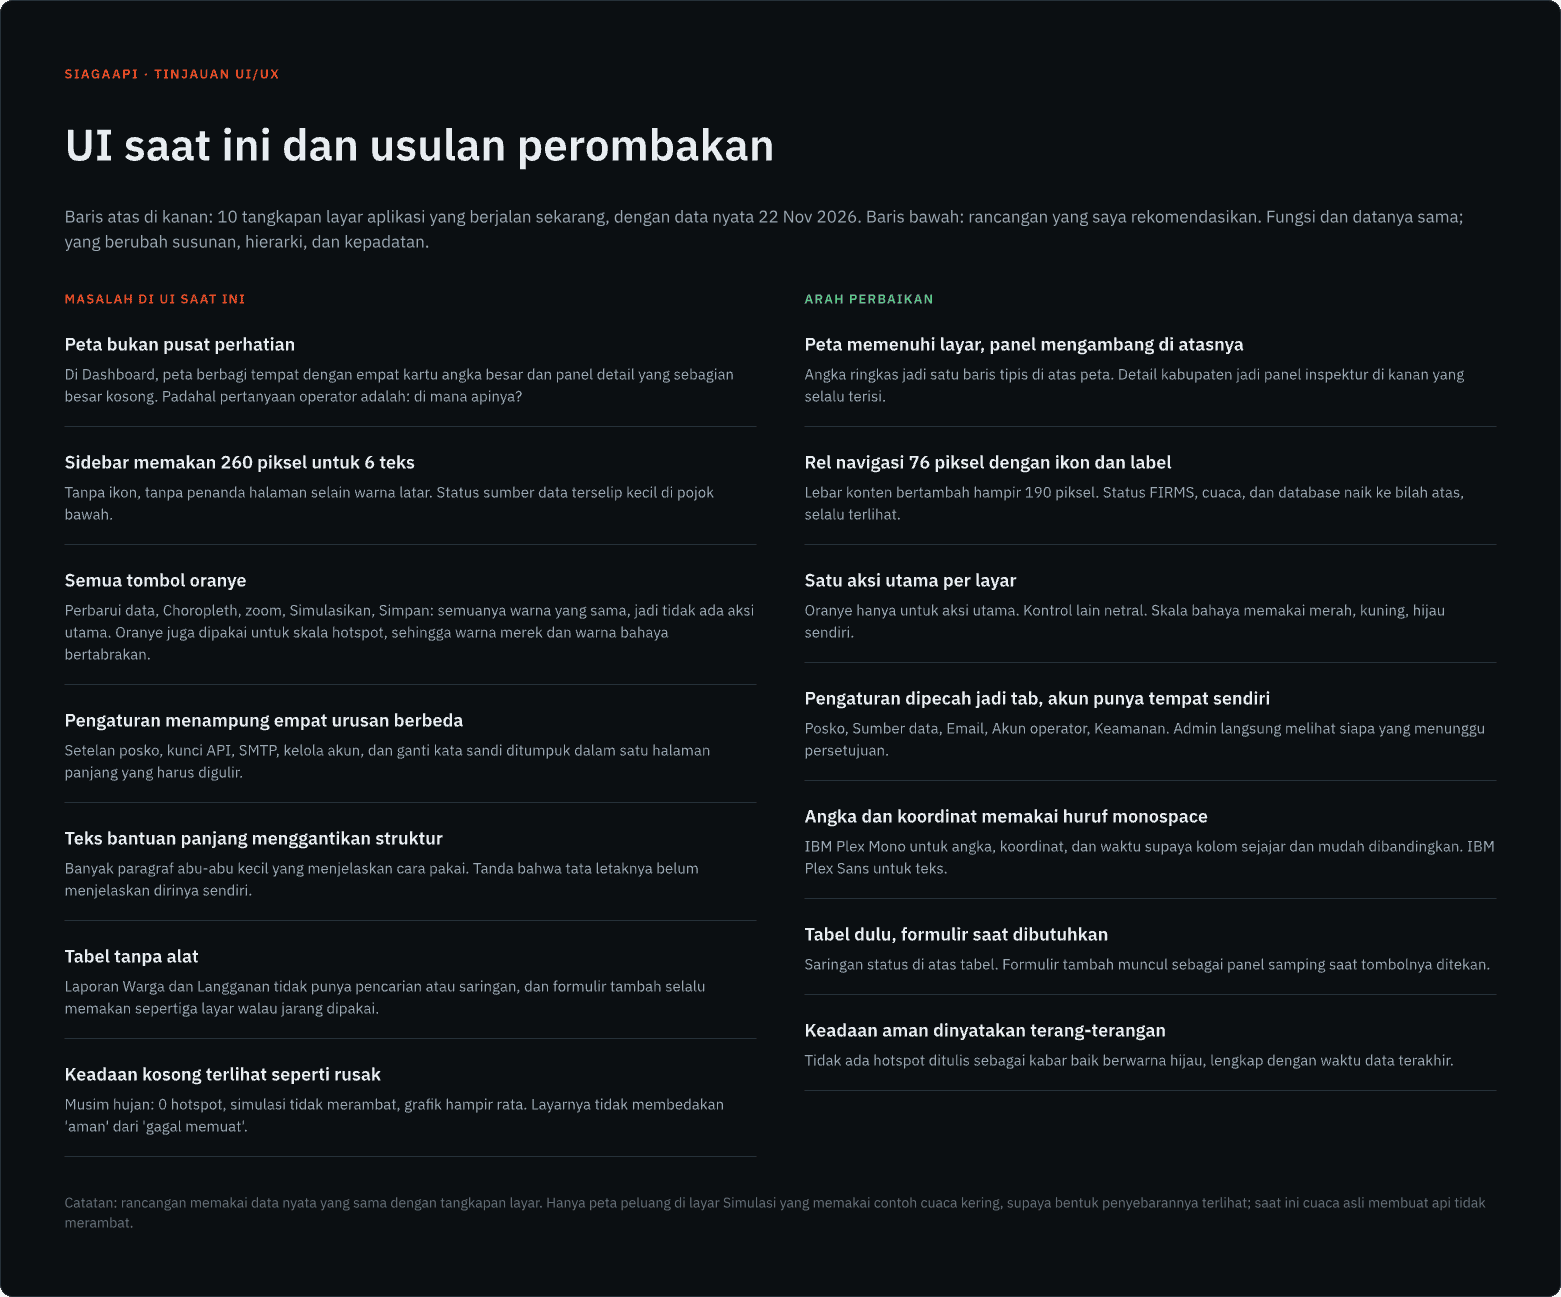 SIAGAAPI · TINJAUAN UI/UX
UI saat ini dan usulan perombakan
Baris atas di kanan: 10 tangkapan layar aplikasi yang berjalan sekarang, dengan data nyata 22 Nov 2026. Baris bawah: rancangan yang saya rekomendasikan. Fungsi dan datanya sama;
yang berubah susunan, hierarki, dan kepadatan.
MASALAH DI UI SAAT INI
Peta bukan pusat perhatian
Di Dashboard, peta berbagi tempat dengan empat kartu angka besar dan panel detail yang sebagian
besar kosong. Padahal pertanyaan operator adalah: di mana apinya?
Sidebar memakan 260 piksel untuk 6 teks
Tanpa ikon, tanpa penanda halaman selain warna latar. Status sumber data terselip kecil di pojok
bawah.
Semua tombol oranye
Perbarui data, Choropleth, zoom, Simulasikan, Simpan: semuanya warna yang sama, jadi tidak ada aksi
utama. Oranye juga dipakai untuk skala hotspot, sehingga warna merek dan warna bahaya
bertabrakan.
Pengaturan menampung empat urusan berbeda
Setelan posko, kunci API, SMTP, kelola akun, dan ganti kata sandi ditumpuk dalam satu halaman
panjang yang harus digulir.
Teks bantuan panjang menggantikan struktur
Banyak paragraf abu-abu kecil yang menjelaskan cara pakai. Tanda bahwa tata letaknya belum
menjelaskan dirinya sendiri.
Tabel tanpa alat
Laporan Warga dan Langganan tidak punya pencarian atau saringan, dan formulir tambah selalu
memakan sepertiga layar walau jarang dipakai.
Keadaan kosong terlihat seperti rusak
Musim hujan: 0 hotspot, simulasi tidak merambat, grafik hampir rata. Layarnya tidak membedakan
'aman' dari 'gagal memuat'.
ARAH PERBAIKAN
Peta memenuhi layar, panel mengambang di atasnya
Angka ringkas jadi satu baris tipis di atas peta. Detail kabupaten jadi panel inspektur di kanan yang
selalu terisi.
Rel navigasi 76 piksel dengan ikon dan label
Lebar konten bertambah hampir 190 piksel. Status FIRMS, cuaca, dan database naik ke bilah atas,
selalu terlihat.
Satu aksi utama per layar
Oranye hanya untuk aksi utama. Kontrol lain netral. Skala bahaya memakai merah, kuning, hijau
sendiri.
Pengaturan dipecah jadi tab, akun punya tempat sendiri
Posko, Sumber data, Email, Akun operator, Keamanan. Admin langsung melihat siapa yang menunggu
persetujuan.
Angka dan koordinat memakai huruf monospace
IBM Plex Mono untuk angka, koordinat, dan waktu supaya kolom sejajar dan mudah dibandingkan. IBM
Plex Sans untuk teks.
Tabel dulu, formulir saat dibutuhkan
Saringan status di atas tabel. Formulir tambah muncul sebagai panel samping saat tombolnya ditekan.
Keadaan aman dinyatakan terang-terangan
Tidak ada hotspot ditulis sebagai kabar baik berwarna hijau, lengkap dengan waktu data terakhir.
Catatan: rancangan memakai data nyata yang sama dengan tangkapan layar. Hanya peta peluang di layar Simulasi yang memakai contoh cuaca kering, supaya bentuk penyebarannya terlihat; saat ini cuaca asli membuat api tidak
merambat.